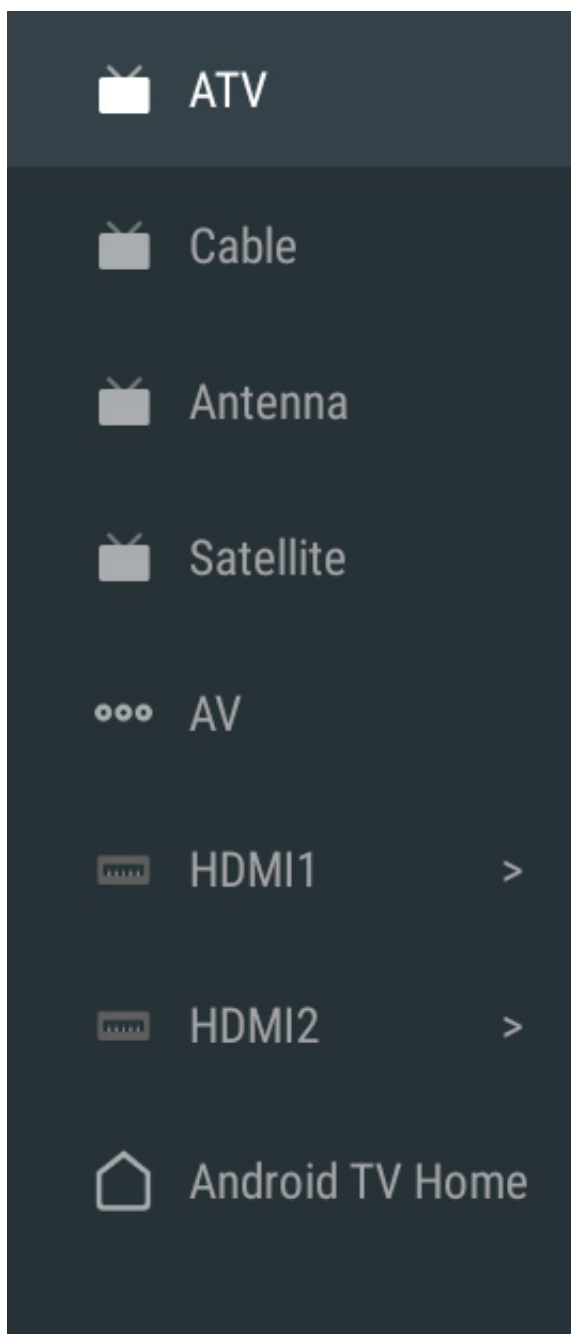 ATV
Cable
Antenna
Satellite
AV
HDMI1 >
HDMI2 >
Android TV Home